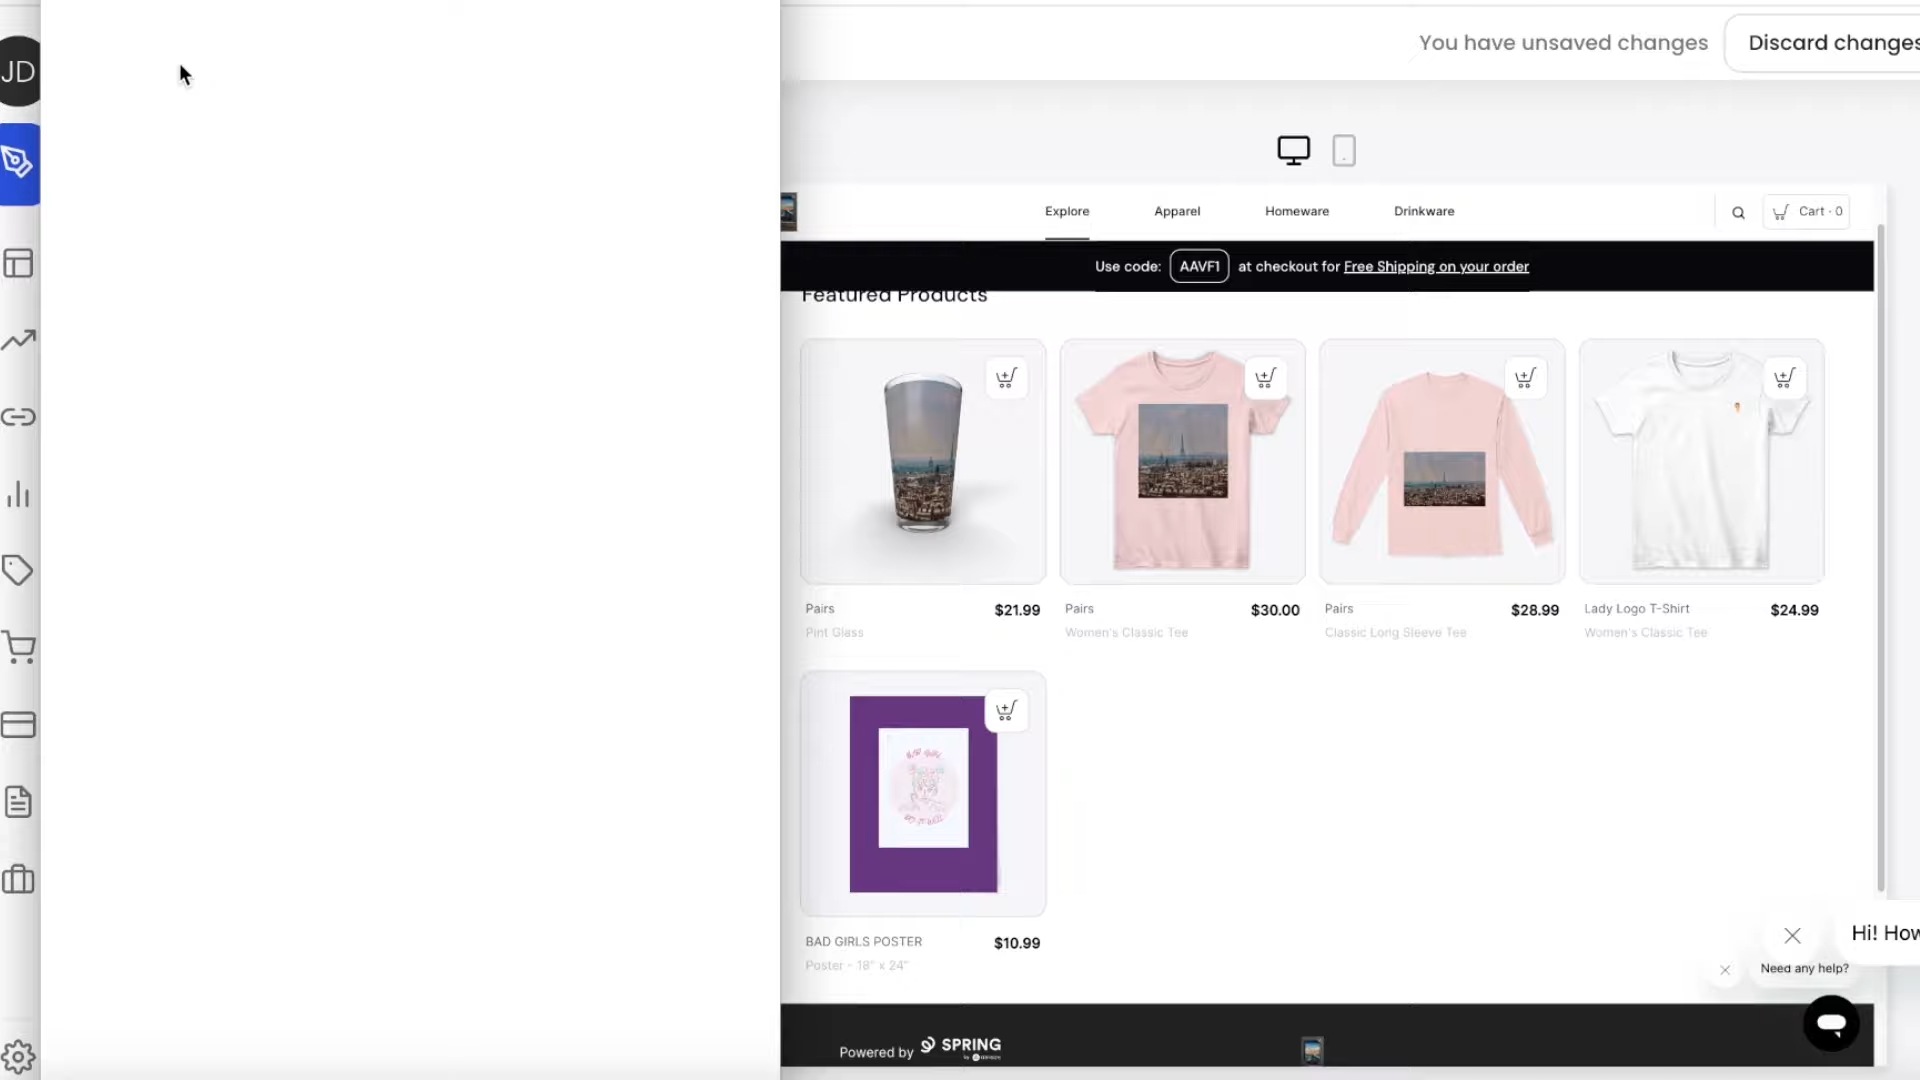 JD
You have unsaved changes
Discard changes
Explore
Apparel
Homeware
Drinkware
Cart · 0
Use code: AAVF1 at checkout for Free Shipping on your order
Featured Products
Pairs
$21.99
Pint Glass
Pairs
$30.00
Women's Classic Tee
Pairs
$28.99
Classic Long Sleeve Tee
Lady Logo T-Shirt
$24.99
Women's Classic Tee
BAD GIRLS POSTER
$10.99
Poster - 18" x 24"
Hi! How
Need any help?
Powered by SPRING